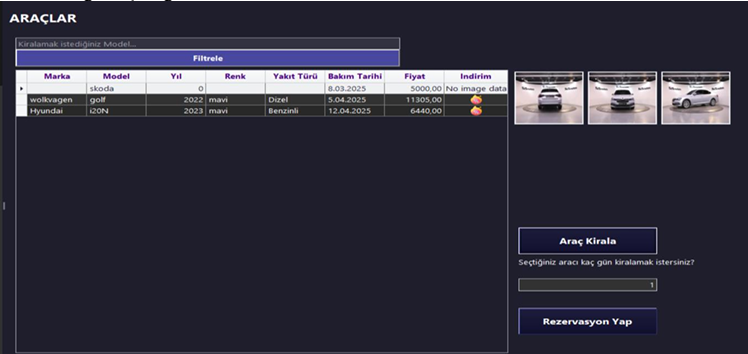 ARAÇLAR
Kiralamak istediğiniz Model...
Filtrele
Marka Model Yıl Renk Yakıt Türü Bakım Tarihi Fiyat Indirim
skoda 0 8.03.2025 5000,00 No image data
wolkvagen golf 2022 mavi Dizel 5.04.2025 11305,00
Hyundai i20N 2023 mavi Benzinli 12.04.2025 6440,00
Araç Kirala
Seçtiğiniz aracı kaç gün kiralamak istersiniz?
1
Rezervasyon Yap